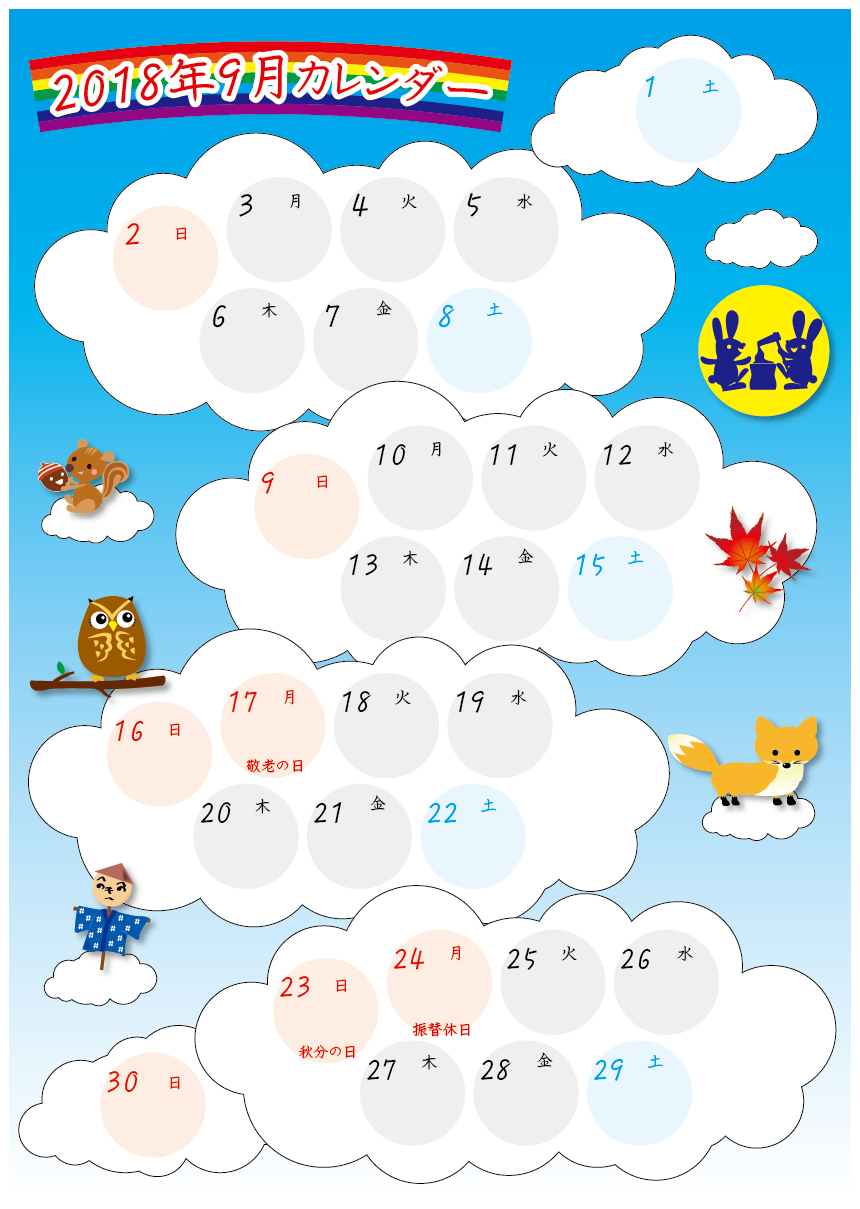 2018年9月カレンダー
1 土
2 日
3 月
4 火
5 水
6 木
7 金
8 土
9 日
10 月
11 火
12 水
13 木
14 金
15 土
16 日
17 月
敬老の日
18 火
19 水
20 木
21 金
22 土
23 日
秋分の日
24 月
振替休日
25 火
26 水
27 木
28 金
29 土
30 日